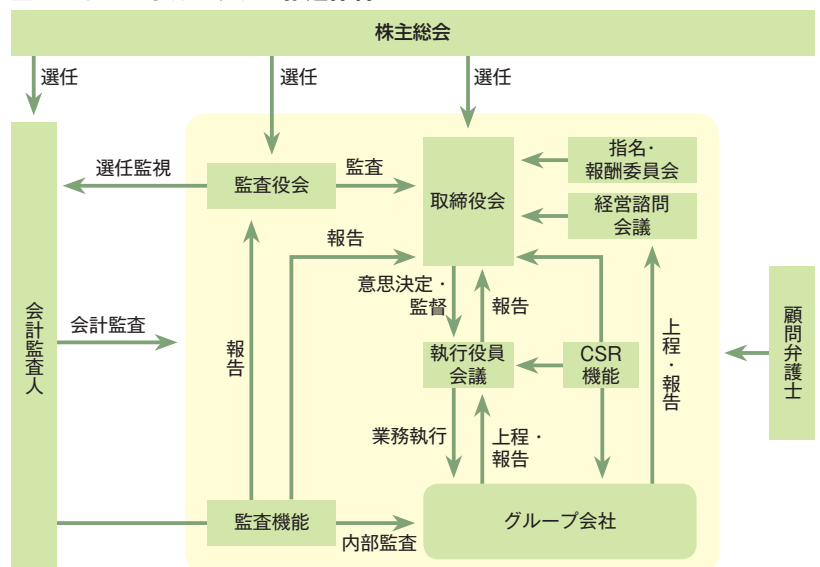 株主総会
選任
選任
選任
選任監視
監査役会
監査
取締役会
指名・
報酬委員会
経営諮問
会議
報告
意思決定・
監督
報告
会計監査人
会計監査
報告
執行役員
会議
CSR
機能
上程・報告
顧問弁護士
業務執行
上程・
報告
監査機能
内部監査
グループ会社